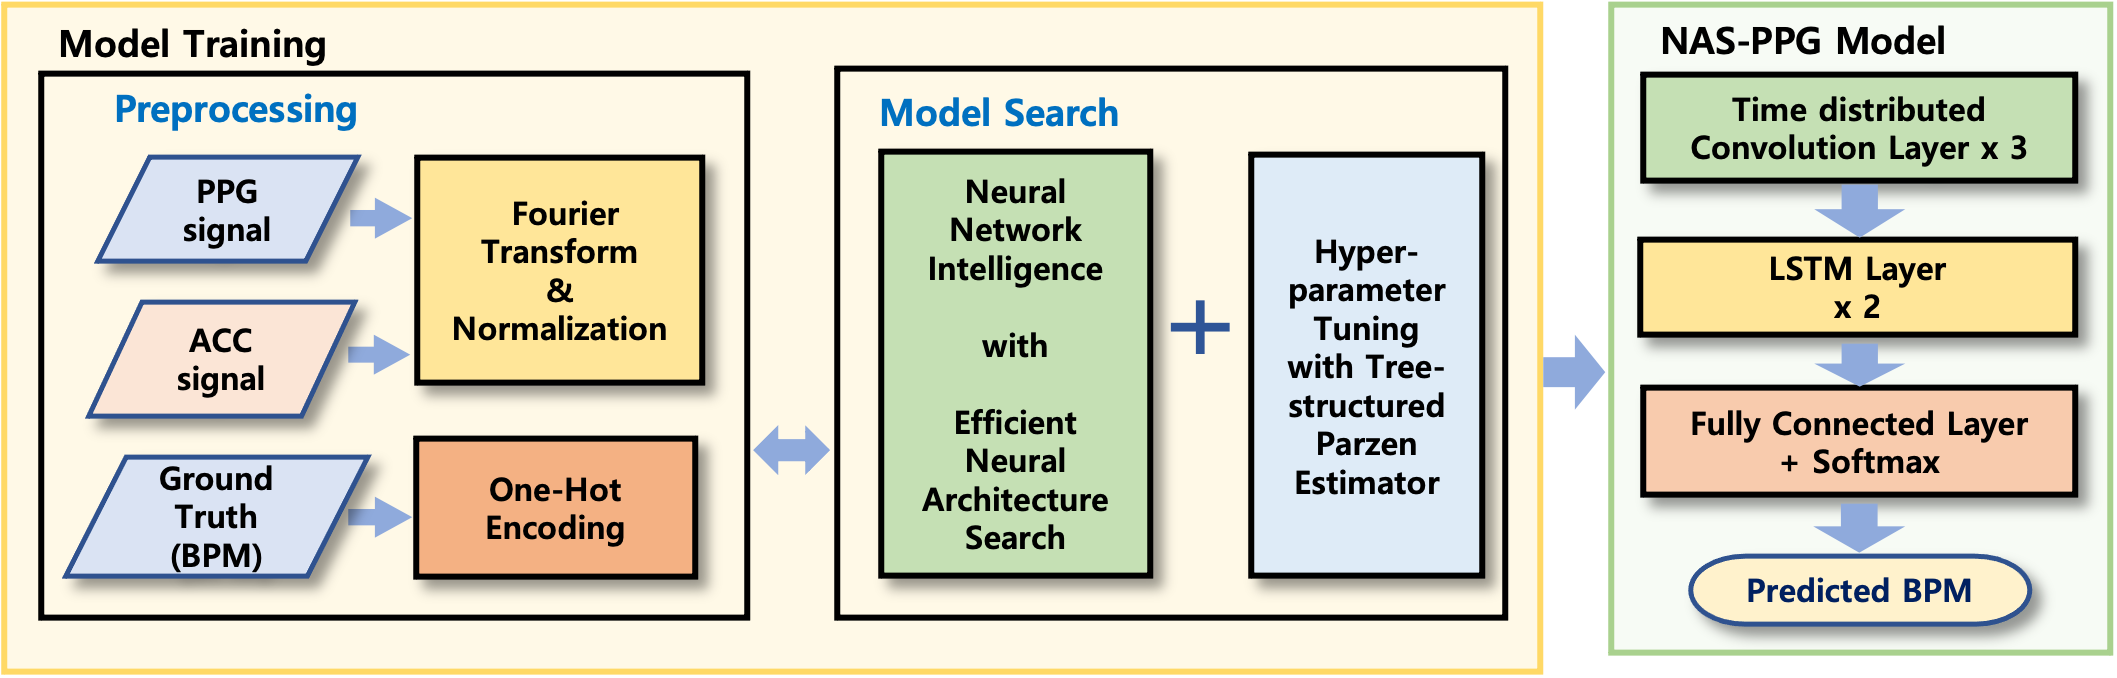 Model Training
Preprocessing
PPG
signal
ACC
signal
Ground
Truth
(BPM)
Fourier
Transform
&
Normalization
One-Hot
Encoding
Model Search
Neural
Network
Intelligence
with
Efficient
Neural
Architecture
Search
+
Hyper-
parameter
Tuning
with Tree-
structured
Parzen
Estimator
NAS-PPG Model
Time distributed
Convolution Layer x 3
LSTM Layer
x 2
Fully Connected Layer
+ Softmax
Predicted BPM